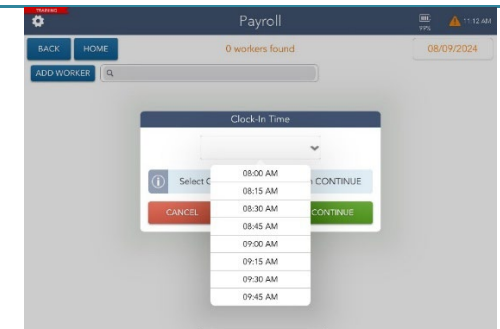 TRAINING
Payroll
99%
11:12 AM
BACK
HOME
0 workers found
08/09/2024
ADD WORKER
Clock-In Time
Select C
n CONTINUE
CANCEL
CONTINUE
08:00 AM
08:15 AM
08:30 AM
08:45 AM
09:00 AM
09:15 AM
09:30 AM
09:45 AM